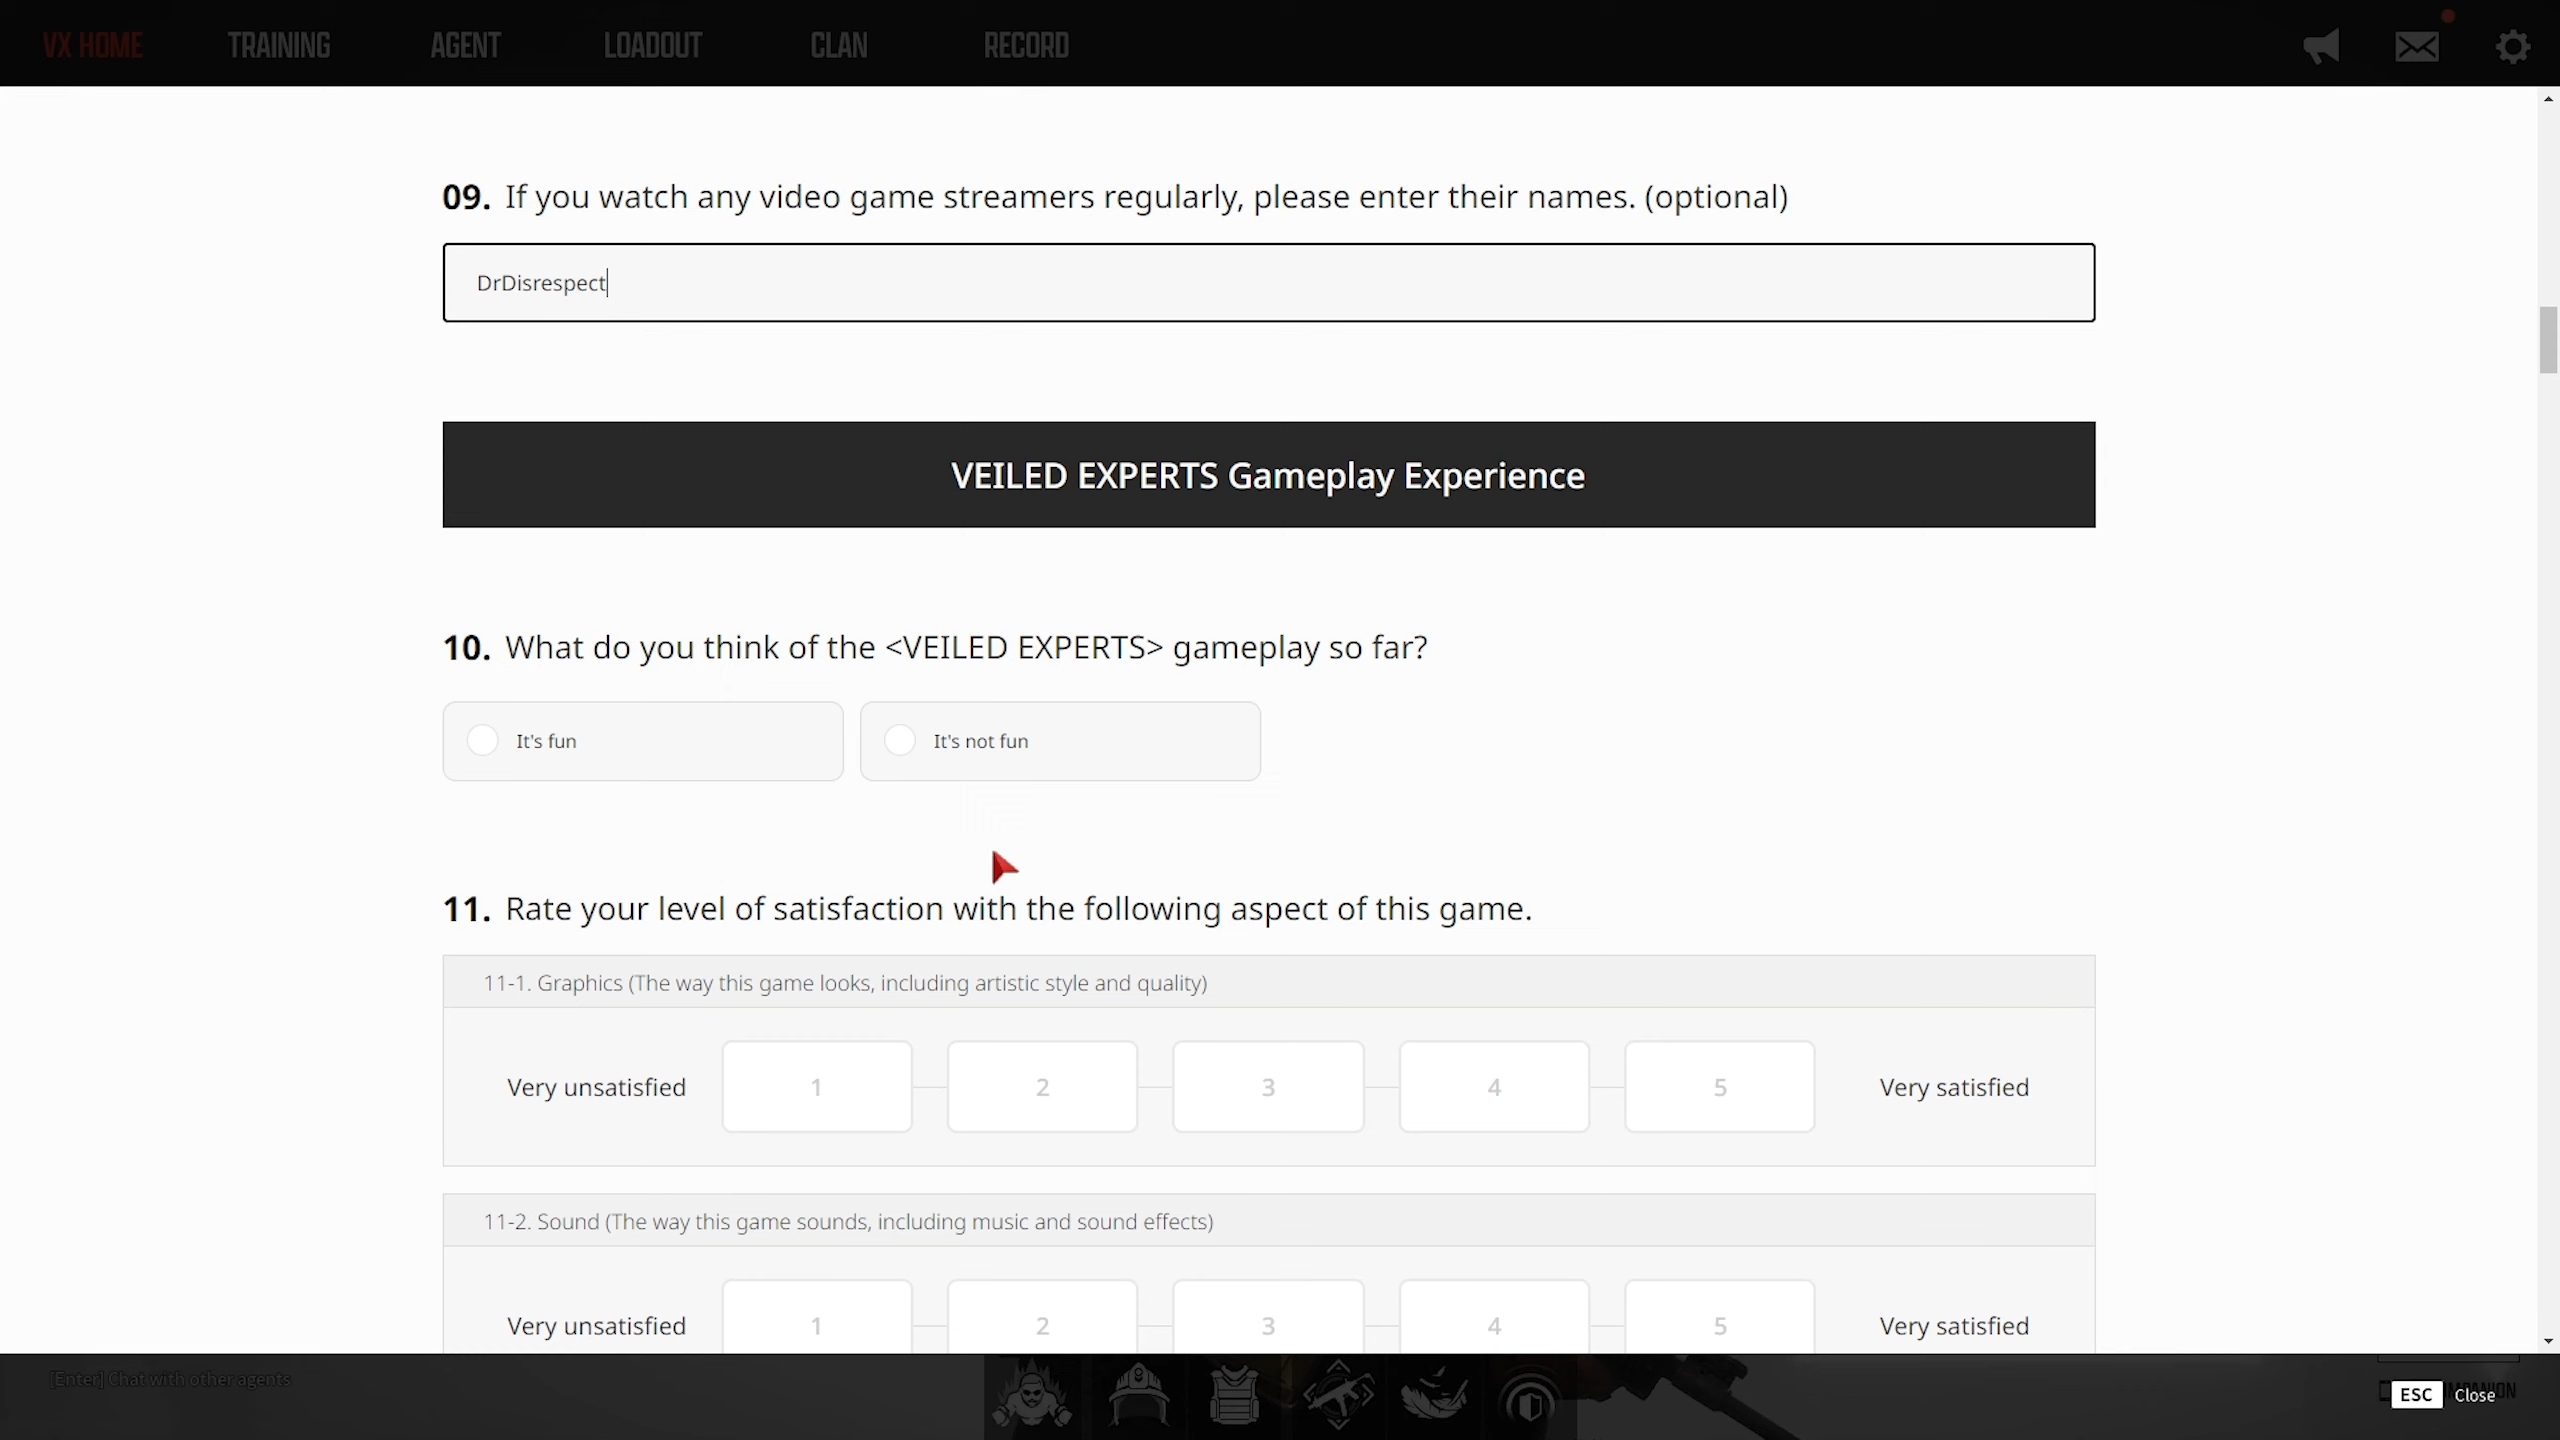 VX HOME TRAINING AGENT LOADOUT CLAN RECORD
09. If you watch any video game streamers regularly, please enter their names. (optional)
DrDisrespect
VEILED EXPERTS Gameplay Experience
10. What do you think of the <VEILED EXPERTS> gameplay so far?
It's fun It's not fun
11. Rate your level of satisfaction with the following aspect of this game.
11-1. Graphics (The way this game looks, including artistic style and quality)
Very unsatisfied 1 2 3 4 5 Very satisfied
11-2. Sound (The way this game sounds, including music and sound effects)
Very unsatisfied 1 2 3 4 5 Very satisfied
[Enter] Chat with other agents
ESC Close